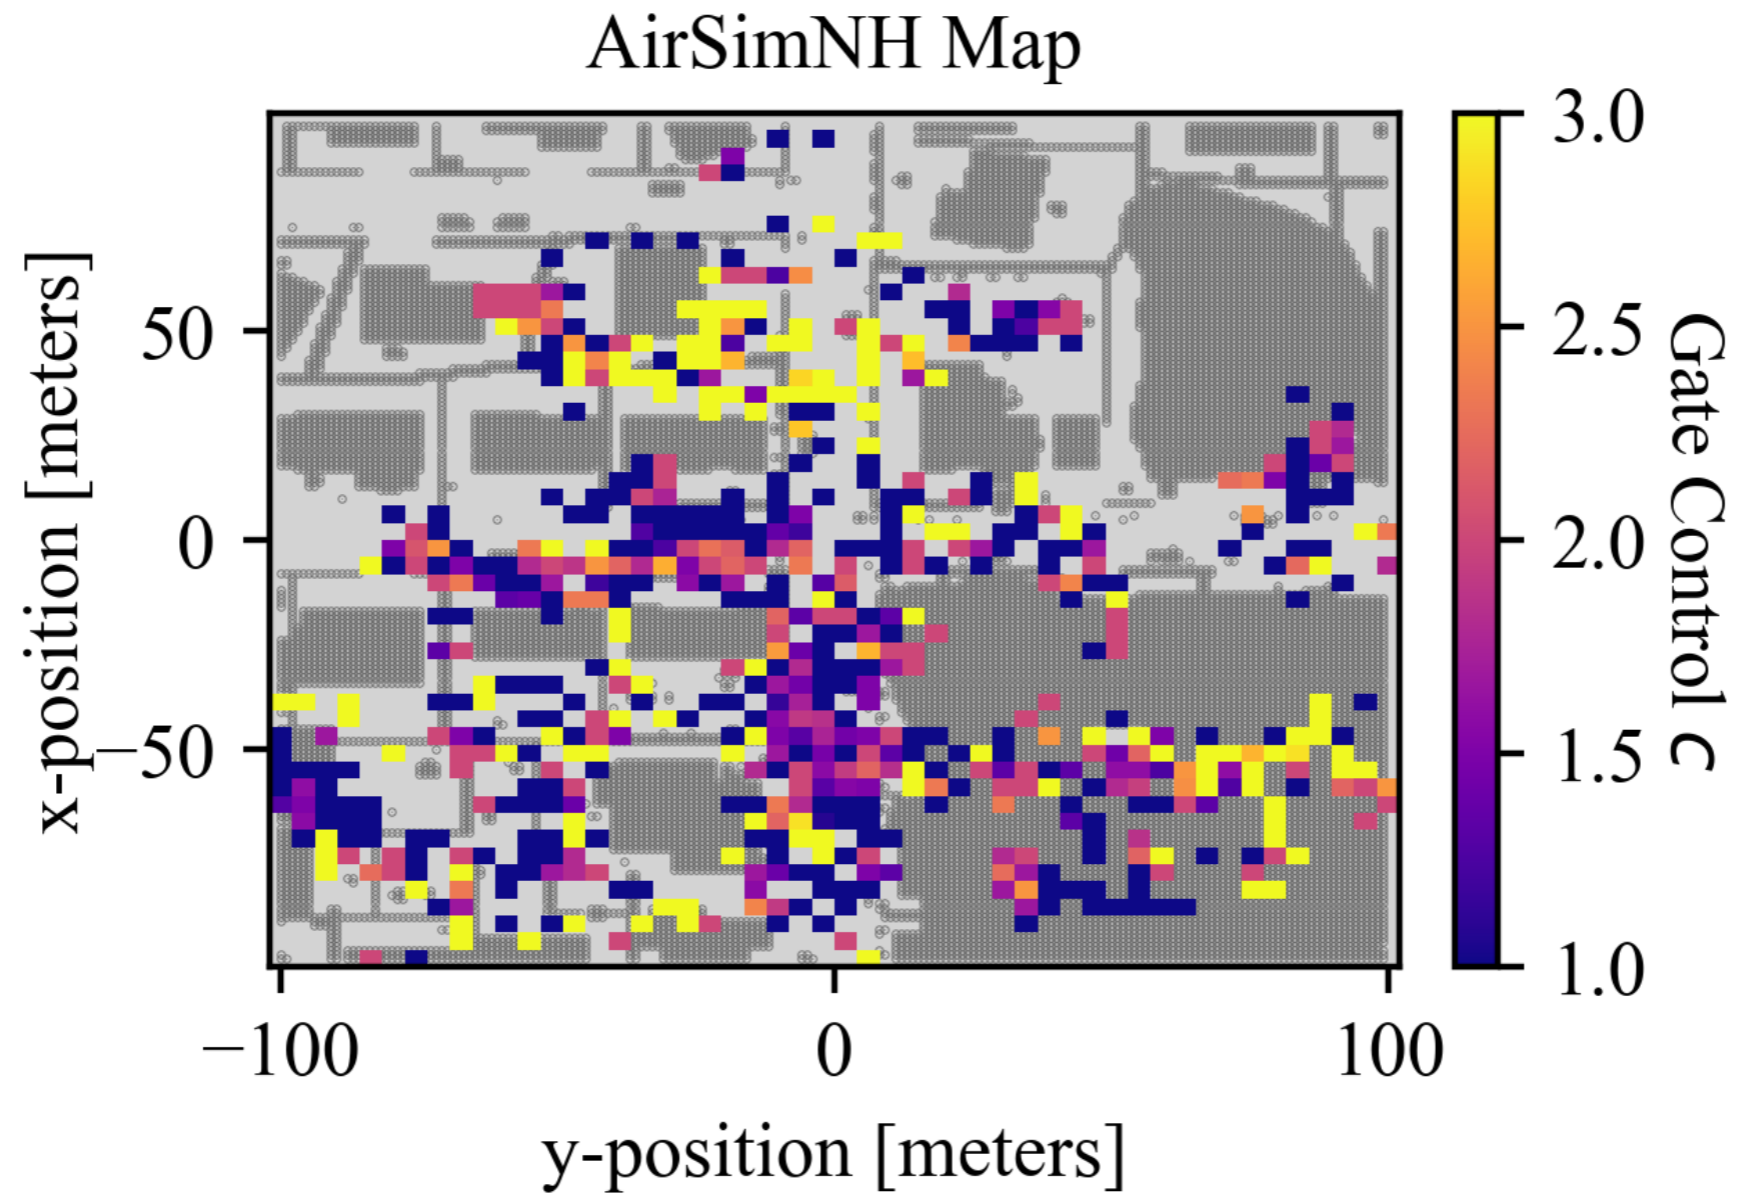 AirSimNH Map
x-position [meters]
50
0
−50
−100
0
100
y-position [meters]
3.0
2.5
2.0
1.5
1.0
Gate Control c